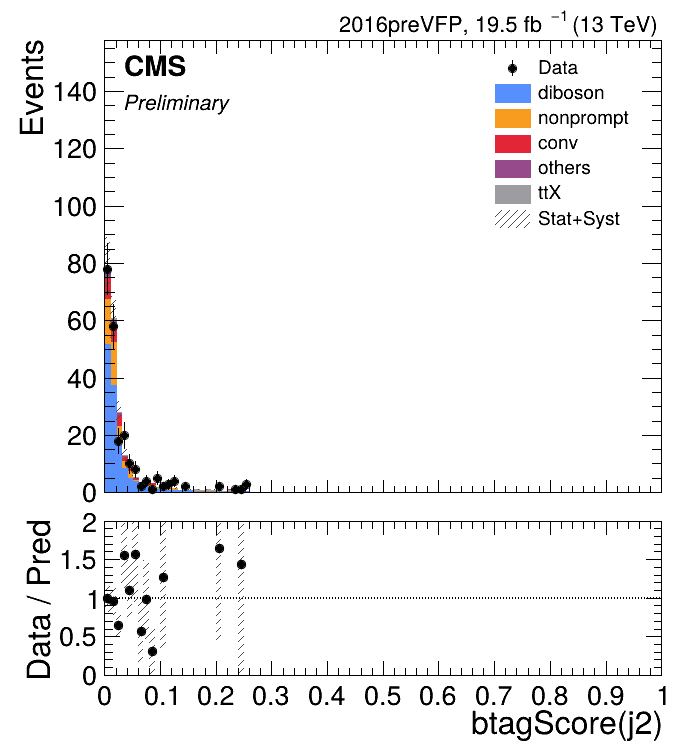 2016preVFP, 19.5 fb⁻¹ (13 TeV)
CMS
Preliminary
Events
140
120
100
80
60
40
20
0
Data
diboson
nonprompt
conv
others
ttX
Stat+Syst
Data / Pred
2
1.5
1
0.5
0
0 0.1 0.2 0.3 0.4 0.5 0.6 0.7 0.8 0.9 1
btagScore(j2)